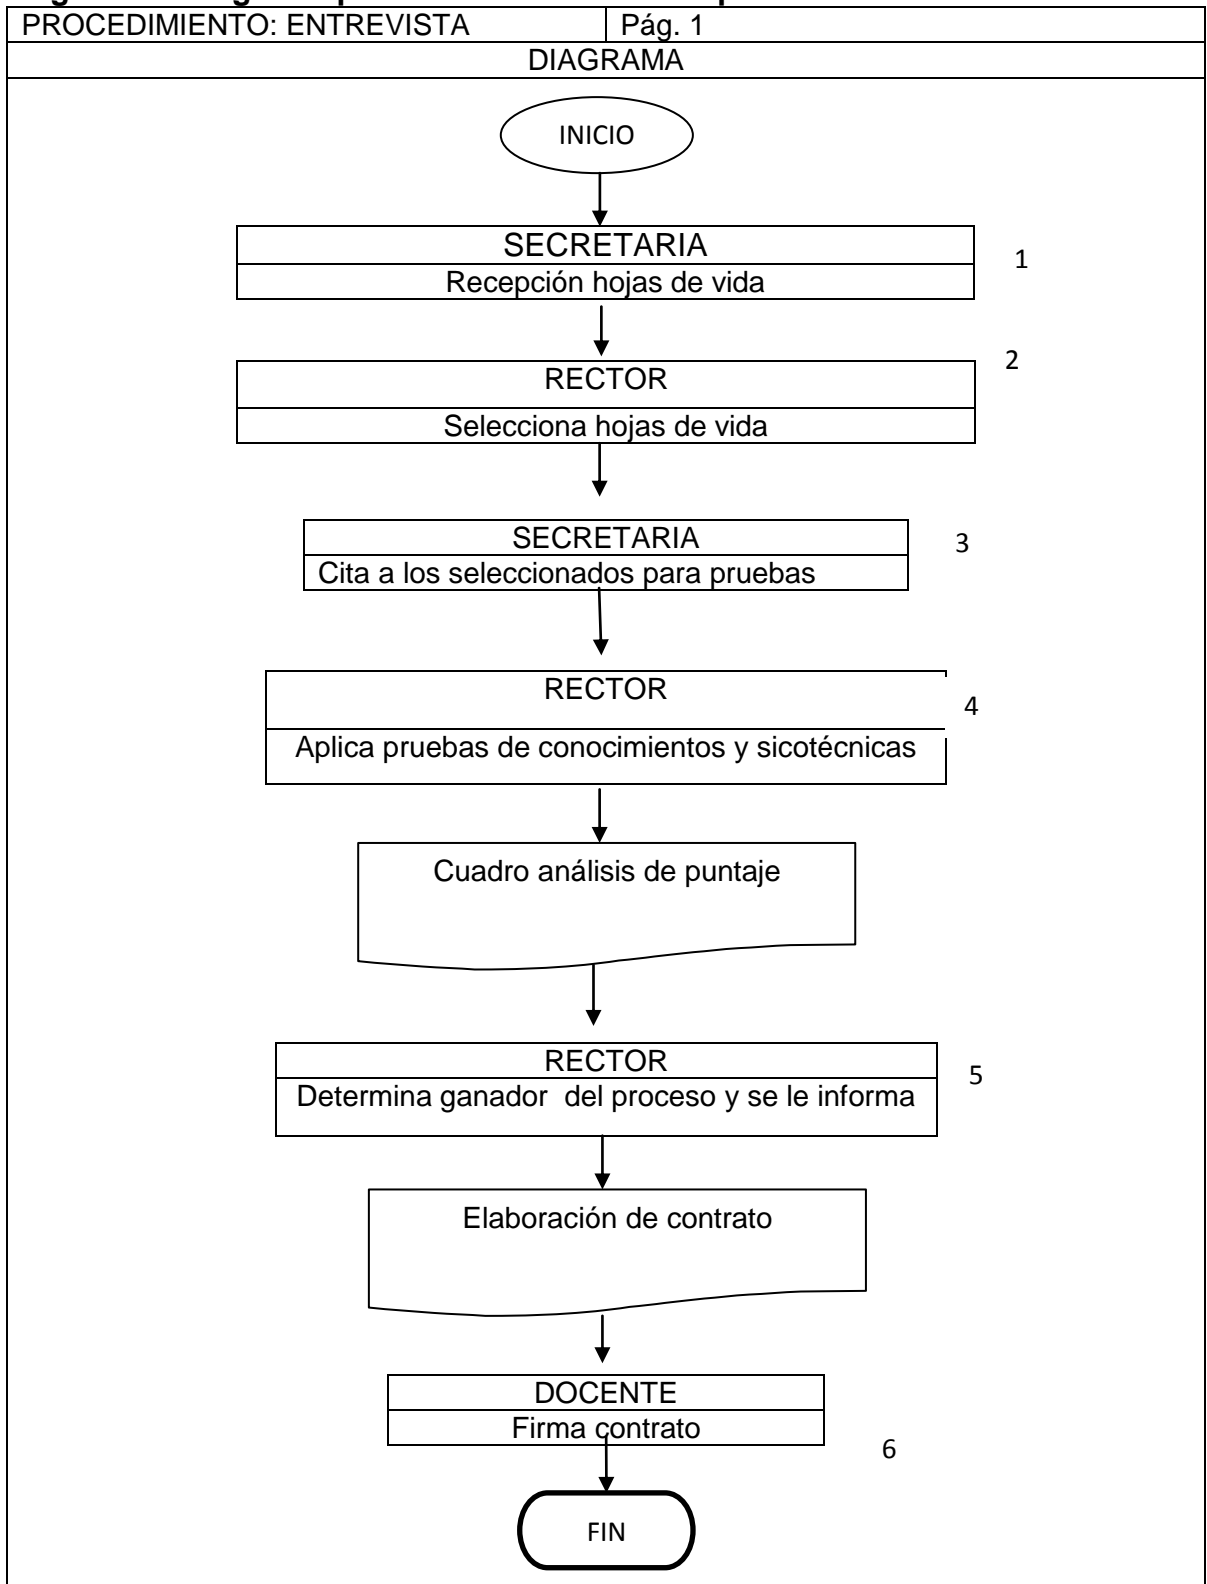 PROCEDIMIENTO: ENTREVISTA Pág. 1
DIAGRAMA
INICIO
SECRETARIA
1
Recepción hojas de vida
2
RECTOR
Selecciona hojas de vida
SECRETARIA
3
Cita a los seleccionados para pruebas
RECTOR
4
Aplica pruebas de conocimientos y sicotécnicas
Cuadro análisis de puntaje
RECTOR
5
Determina ganador  del proceso y se le informa
Elaboración de contrato
DOCENTE
Firma contrato
6
FIN